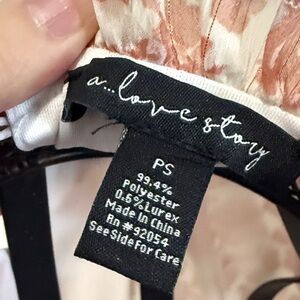 a...love story
PS
99.4%
Polyester
0.6% Lurex
Made In China
Rn #92054
See Side For Care